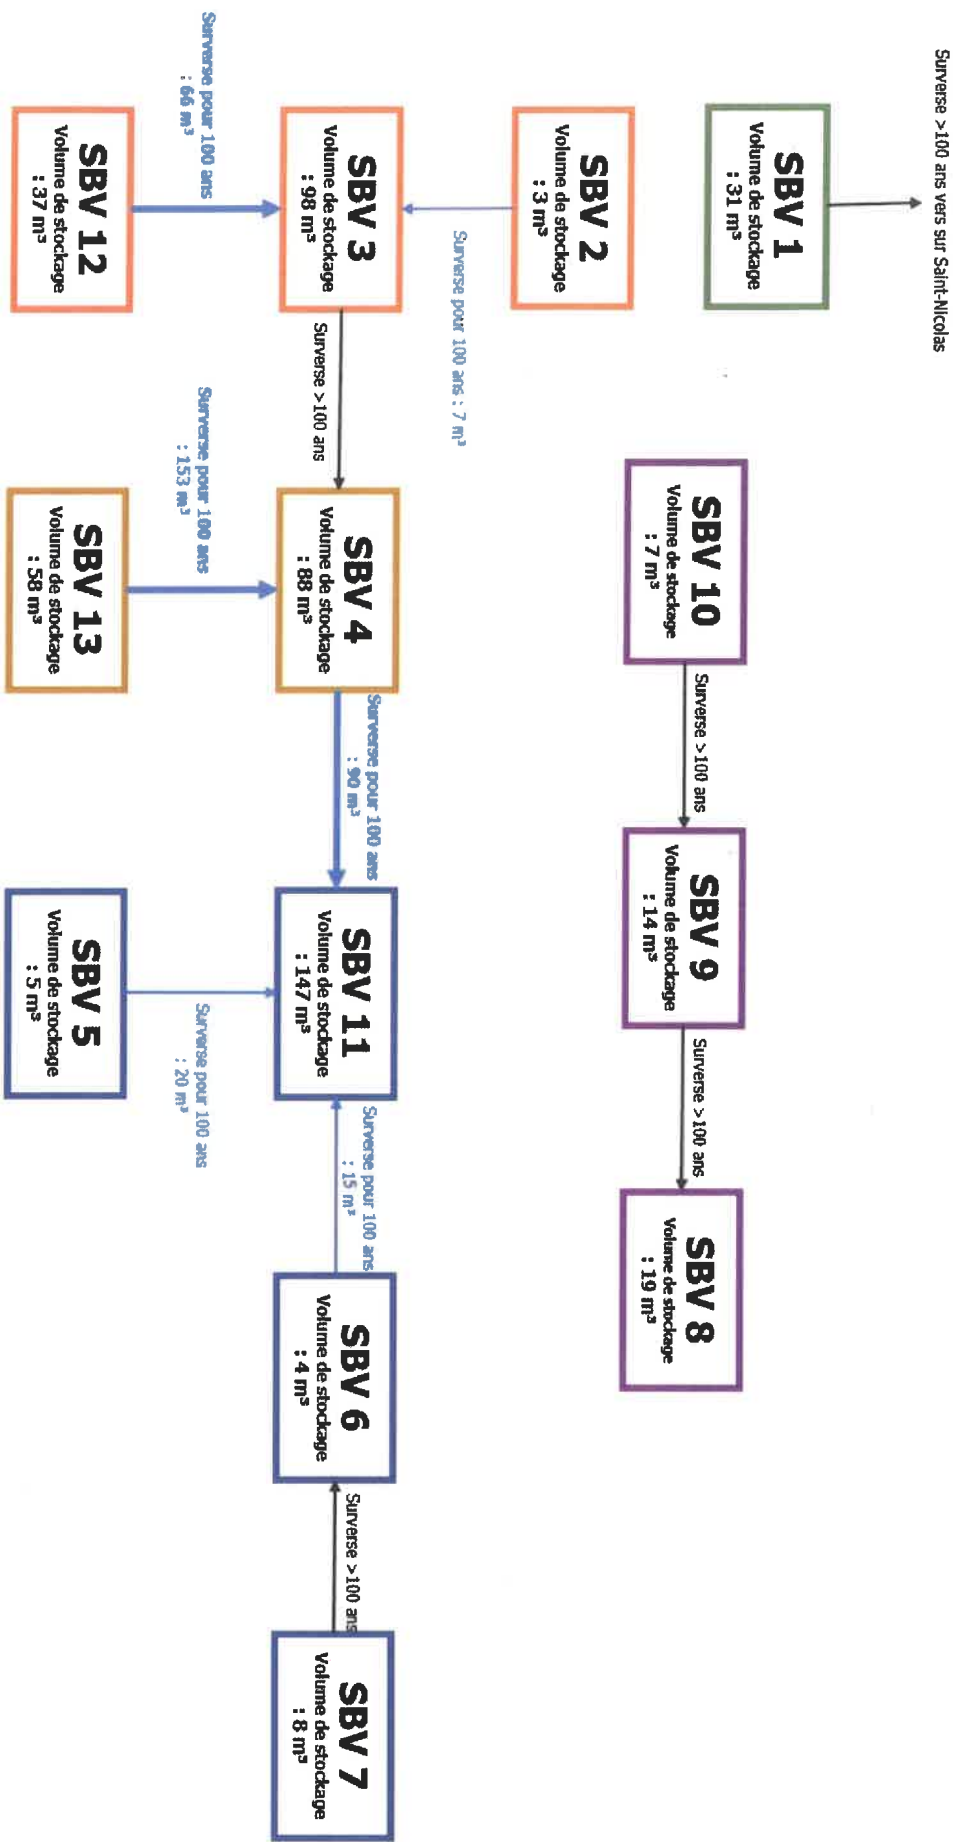 Surverse >100 ans vers sur Saint-Nicolas
SBV 1
Volume de stockage
: 31 m³
SBV 10
Volume de stockage
: 7 m³
Surverse >100 ans
SBV 9
Volume de stockage
: 14 m³
Surverse >100 ans
SBV 8
Volume de stockage
: 19 m³
SBV 2
Volume de stockage
: 3 m³
Surverse pour 100 ans : 7 m³
SBV 3
Volume de stockage
: 98 m³
Surverse >100 ans
SBV 4
Volume de stockage
: 88 m³
Surverse pour 100 ans
: 90 m³
SBV 11
Volume de stockage
: 147 m³
Surverse pour 100 ans
: 15 m³
SBV 6
Volume de stockage
: 4 m³
Surverse >100 ans
SBV 7
Volume de stockage
: 8 m³
Surverse pour 100 ans
: 66 m³
Surverse pour 100 ans
: 153 m³
Surverse pour 100 ans
: 20 m³
SBV 12
Volume de stockage
: 37 m³
SBV 13
Volume de stockage
: 58 m³
SBV 5
Volume de stockage
: 5 m³